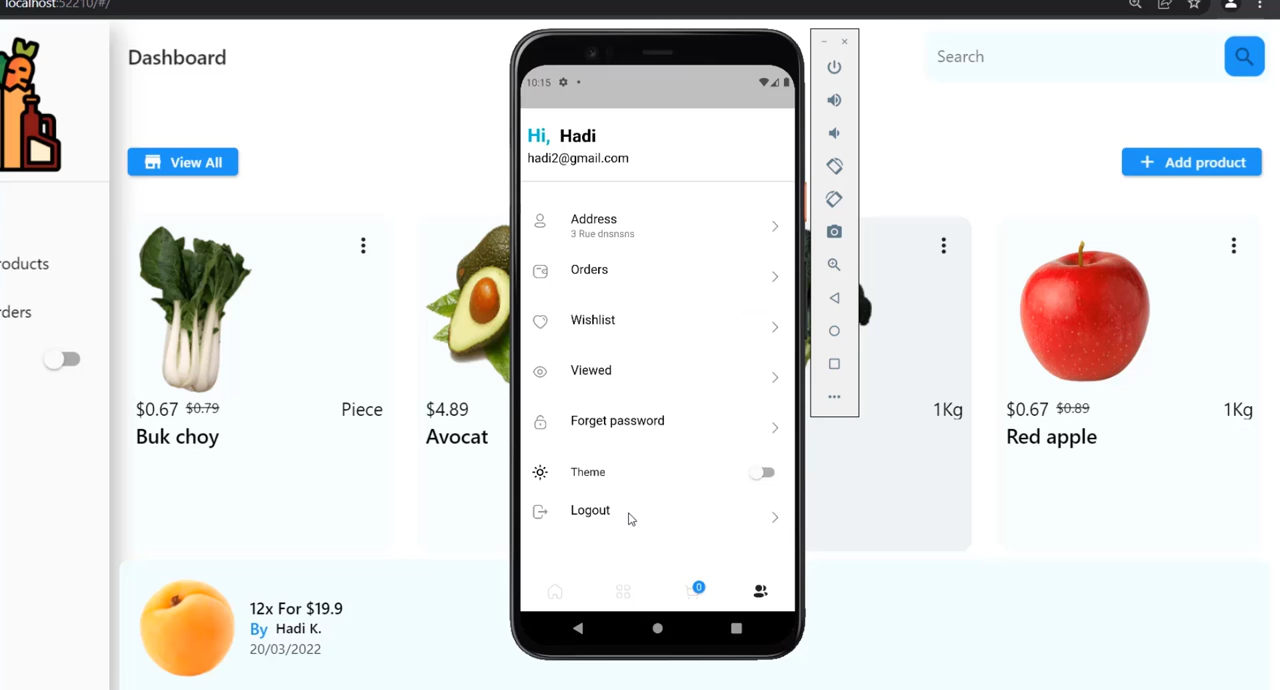 localhost:52210/#/
Dashboard
Search
View All
Add product
roducts
rders
$0.67 $0.79 Piece
Buk choy
$4.89
Avocat
1Kg
$0.67 $0.89 1Kg
Red apple
12x For $19.9
By Hadi K.
20/03/2022
10:15
Hi, Hadi
hadi2@gmail.com
Address
3 Rue dnsnsns
Orders
Wishlist
Viewed
Forget password
Theme
Logout
0